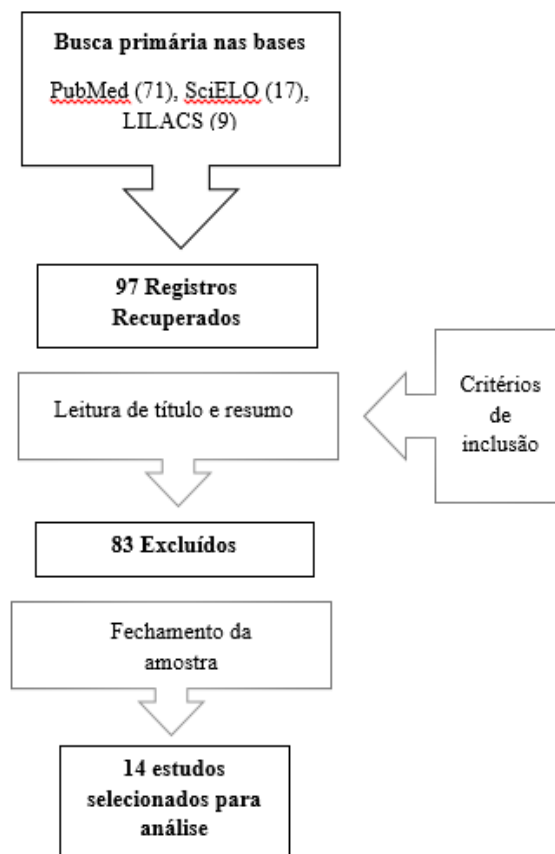 Busca primária nas bases
PubMed (71), SciELO (17),
LILACS (9)
97 Registros
Recuperados
Leitura de título e resumo
Critérios
de
inclusão
83 Excluídos
Fechamento da
amostra
14 estudos
selecionados para
análise